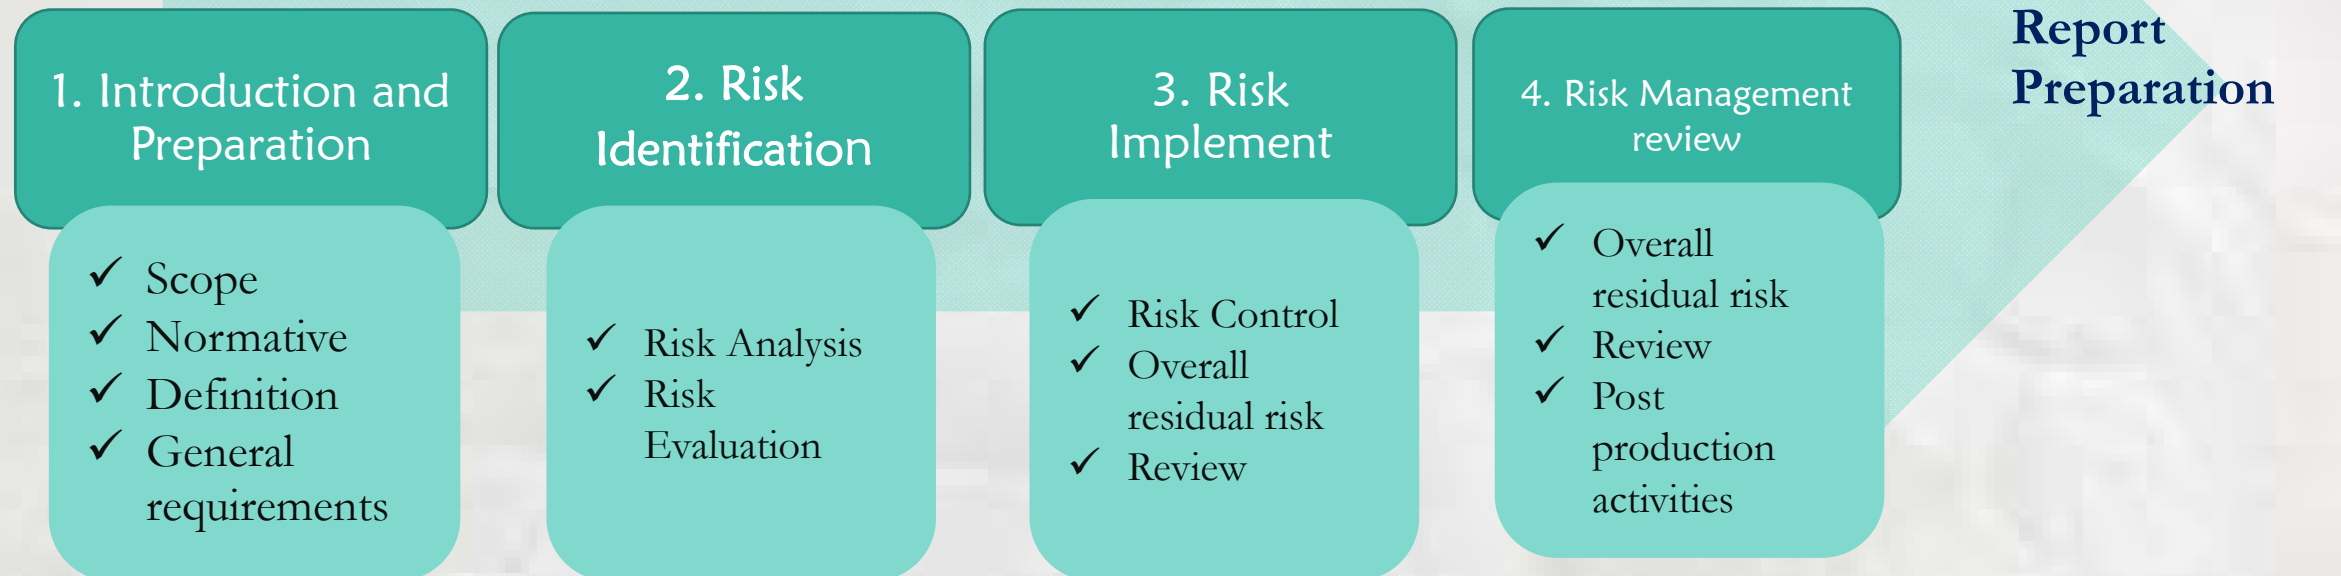 1. Introduction and
Preparation
✓ Scope
✓ Normative
✓ Definition
✓ General
requirements
2. Risk
Identification
✓ Risk Analysis
✓ Risk
Evaluation
3. Risk
Implement
✓ Risk Control
✓ Overall
residual risk
✓ Review
4. Risk Management
review
✓ Overall
residual risk
✓ Review
✓ Post
production
activities
Report
Preparation